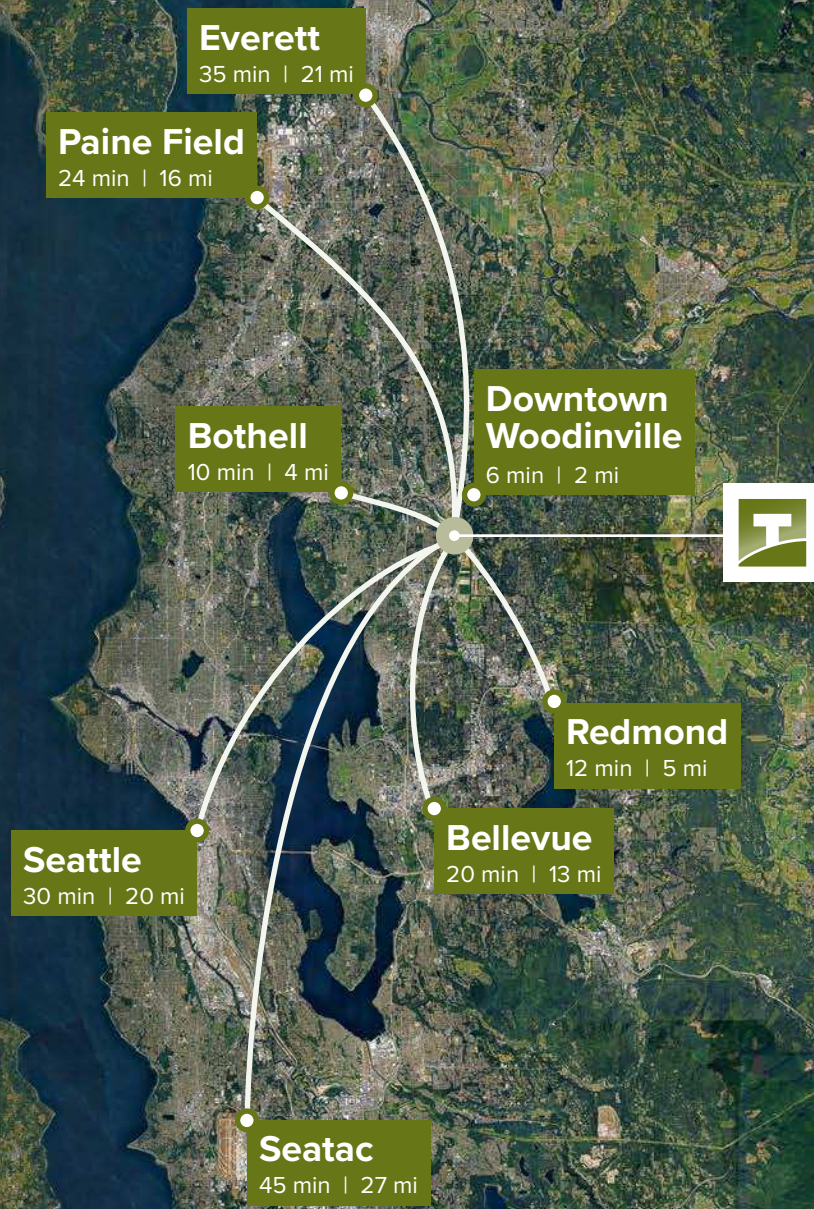 Everett
35 min | 21 mi
Paine Field
24 min | 16 mi
Downtown
Woodinville
6 min | 2 mi
Bothell
10 min | 4 mi
T
Redmond
12 min | 5 mi
Bellevue
20 min | 13 mi
Seattle
30 min | 20 mi
Seatac
45 min | 27 mi